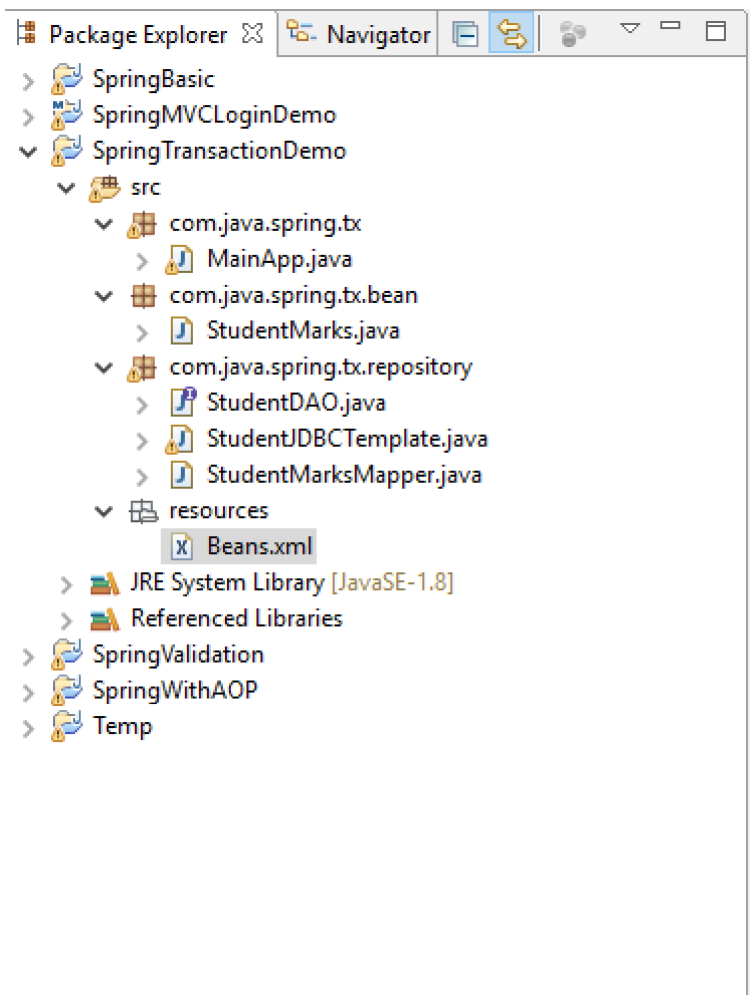 Package Explorer Navigator
SpringBasic
SpringMVCLoginDemo
SpringTransactionDemo
src
com.java.spring.tx
MainApp.java
com.java.spring.tx.bean
StudentMarks.java
com.java.spring.tx.repository
StudentDAO.java
StudentJDBCTemplate.java
StudentMarksMapper.java
resources
Beans.xml
JRE System Library [JavaSE-1.8]
Referenced Libraries
SpringValidation
SpringWithAOP
Temp